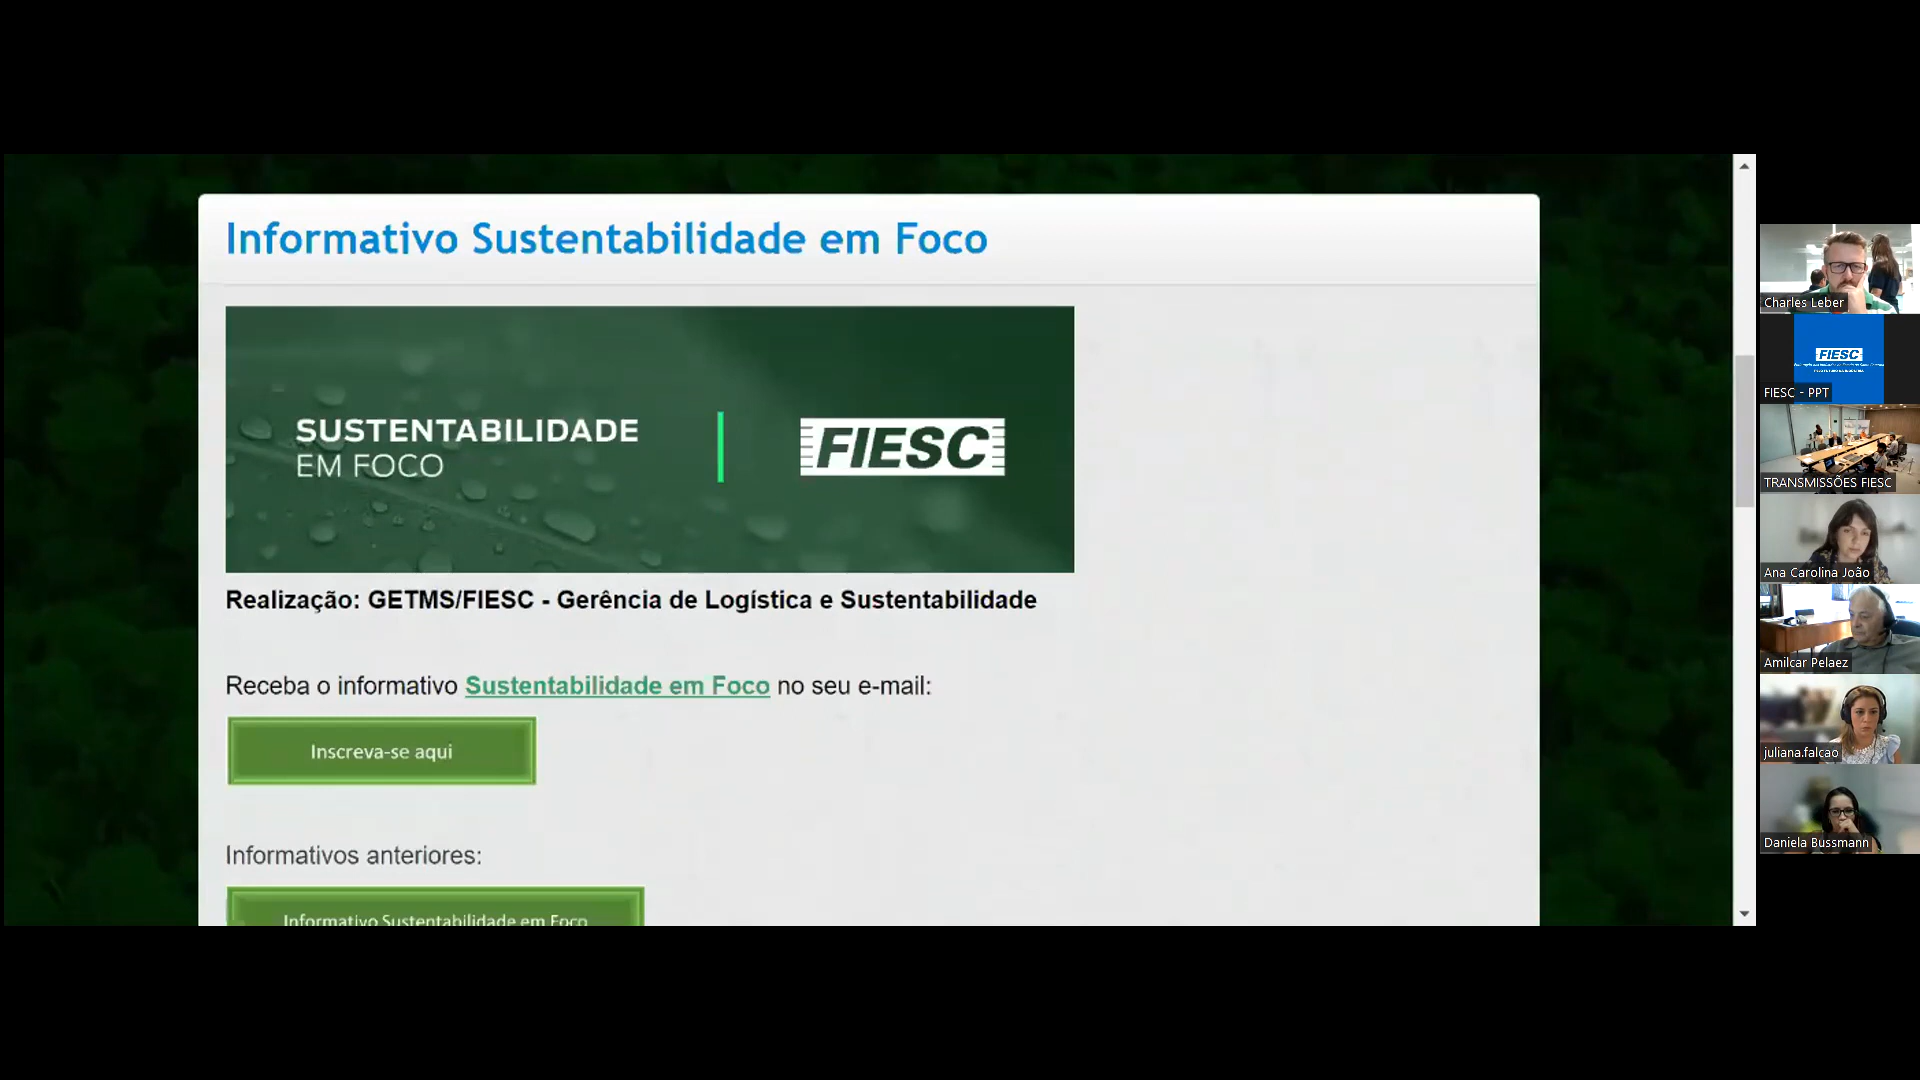 Informativo Sustentabilidade em Foco
SUSTENTABILIDADE
EM FOCO
FIESC
Realização: GETMS/FIESC - Gerência de Logística e Sustentabilidade
Receba o informativo Sustentabilidade em Foco no seu e-mail:
Inscreva-se aqui
Informativos anteriores:
Informativo Sustentabilidade em Foco
Charles Leber
FIESC
FIESC - PPT
TRANSMISSÕES FIESC
Ana Carolina João
Amilcar Pelaez
juliana.falcao
Daniela Bussmann